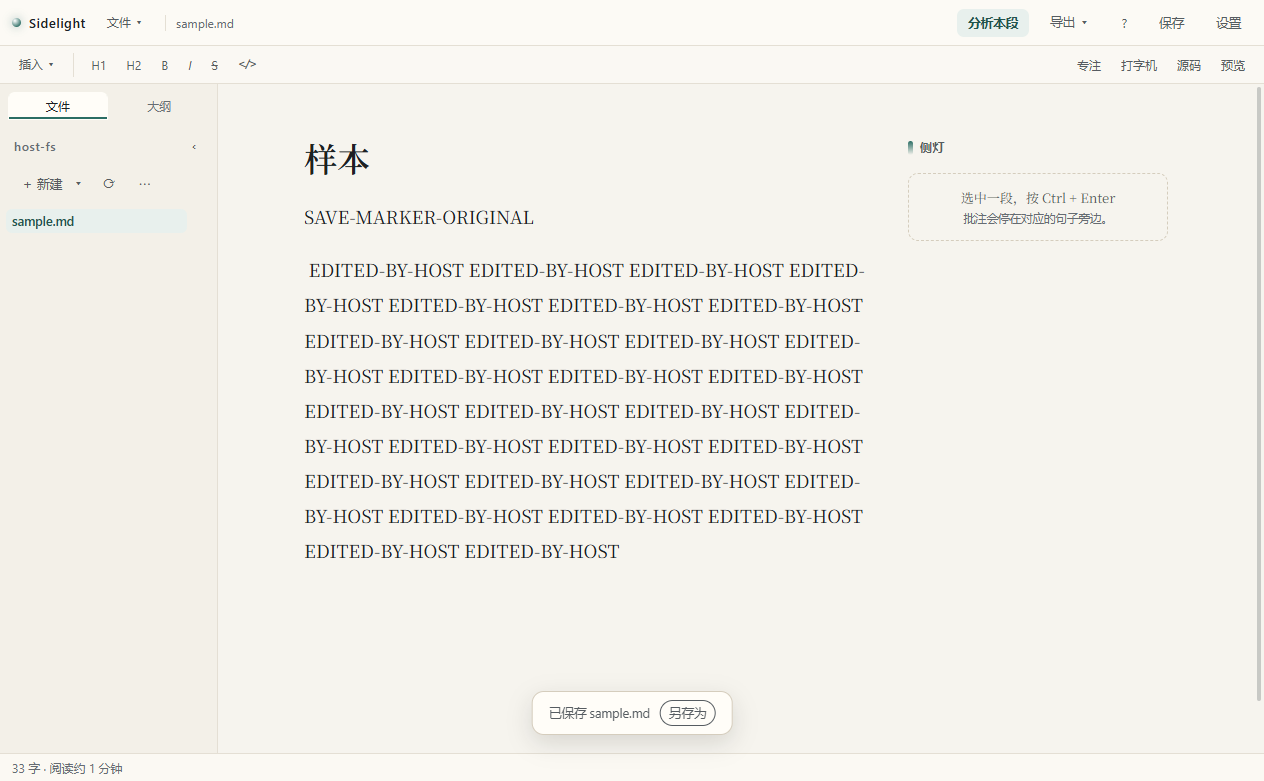 Sidelight 文件 ▾ sample.md 分析本段 导出 ▾ ? 保存 设置
插入 ▾ H1 H2 B I S </> 专注 打字机 源码 预览
文件 大纲
host-fs ‹
+ 新建 ▾ ⟳ ···
sample.md
样本
SAVE-MARKER-ORIGINAL
EDITED-BY-HOST EDITED-BY-HOST EDITED-BY-HOST EDITED-
BY-HOST EDITED-BY-HOST EDITED-BY-HOST EDITED-BY-HOST
EDITED-BY-HOST EDITED-BY-HOST EDITED-BY-HOST EDITED-
BY-HOST EDITED-BY-HOST EDITED-BY-HOST EDITED-BY-HOST
EDITED-BY-HOST EDITED-BY-HOST EDITED-BY-HOST EDITED-
BY-HOST EDITED-BY-HOST EDITED-BY-HOST EDITED-BY-HOST
EDITED-BY-HOST EDITED-BY-HOST EDITED-BY-HOST EDITED-
BY-HOST EDITED-BY-HOST EDITED-BY-HOST EDITED-BY-HOST
EDITED-BY-HOST EDITED-BY-HOST
侧灯
选中一段，按 Ctrl + Enter
批注会停在对应的句子旁边。
已保存 sample.md 另存为
33 字 · 阅读约 1 分钟